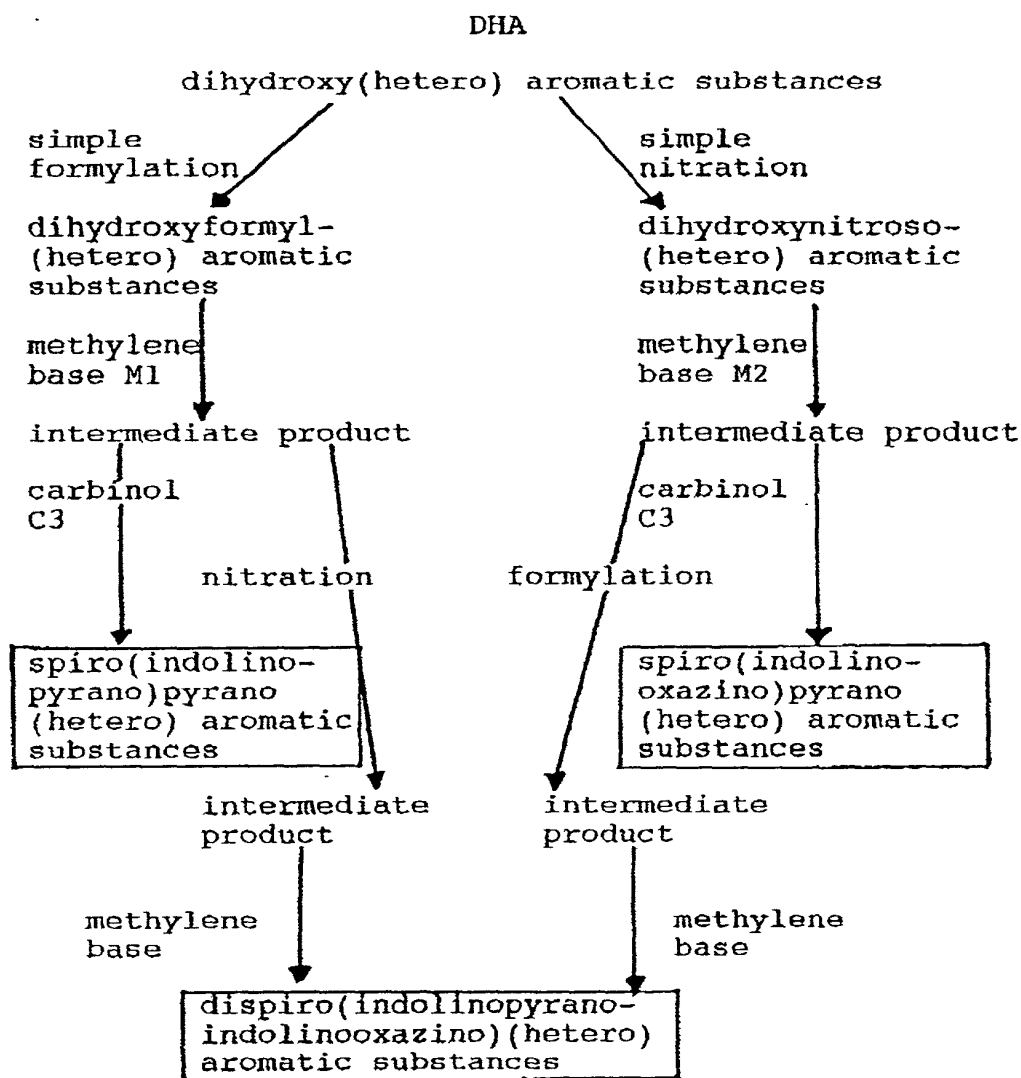 DHA
dihydroxy(hetero) aromatic substances
simple
formylation
simple
nitration
dihydroxyformyl-
(hetero) aromatic
substances
dihydroxynitroso-
(hetero) aromatic
substances
methylene
base M1
methylene
base M2
intermediate product
intermediate product
carbinol
C3
carbinol
C3
nitration
formylation
spiro(indolino-
pyrano)pyrano
(hetero) aromatic
substances
spiro(indolino-
oxazino)pyrano
(hetero) aromatic
substances
intermediate
product
intermediate
product
methylene
base
methylene
base
dispiro(indolinopyrano-
indolinooxazino)(hetero)
aromatic substances